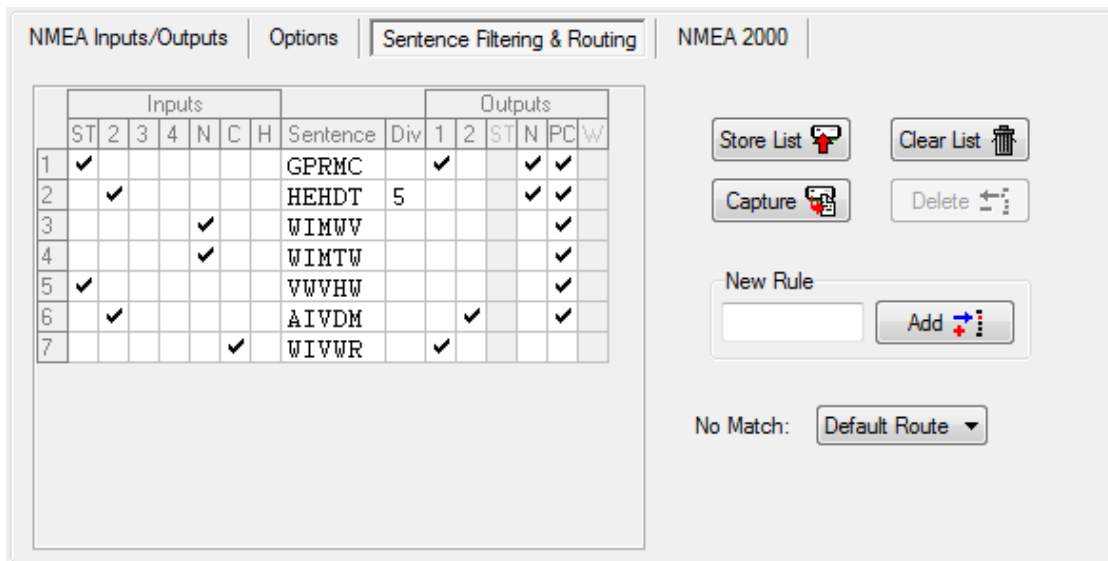 NMEA Inputs/Outputs Options Sentence Filtering & Routing NMEA 2000
Inputs Outputs
ST 2 3 4 N C H Sentence Div 1 2 ST N PC W
1 GPRMC
2 HEHDT 5
3 WIMWV
4 WIMTW
5 VWVHW
6 AIVDM
7 WIVWR
Store List Clear List
Capture Delete
New Rule
Add
No Match: Default Route